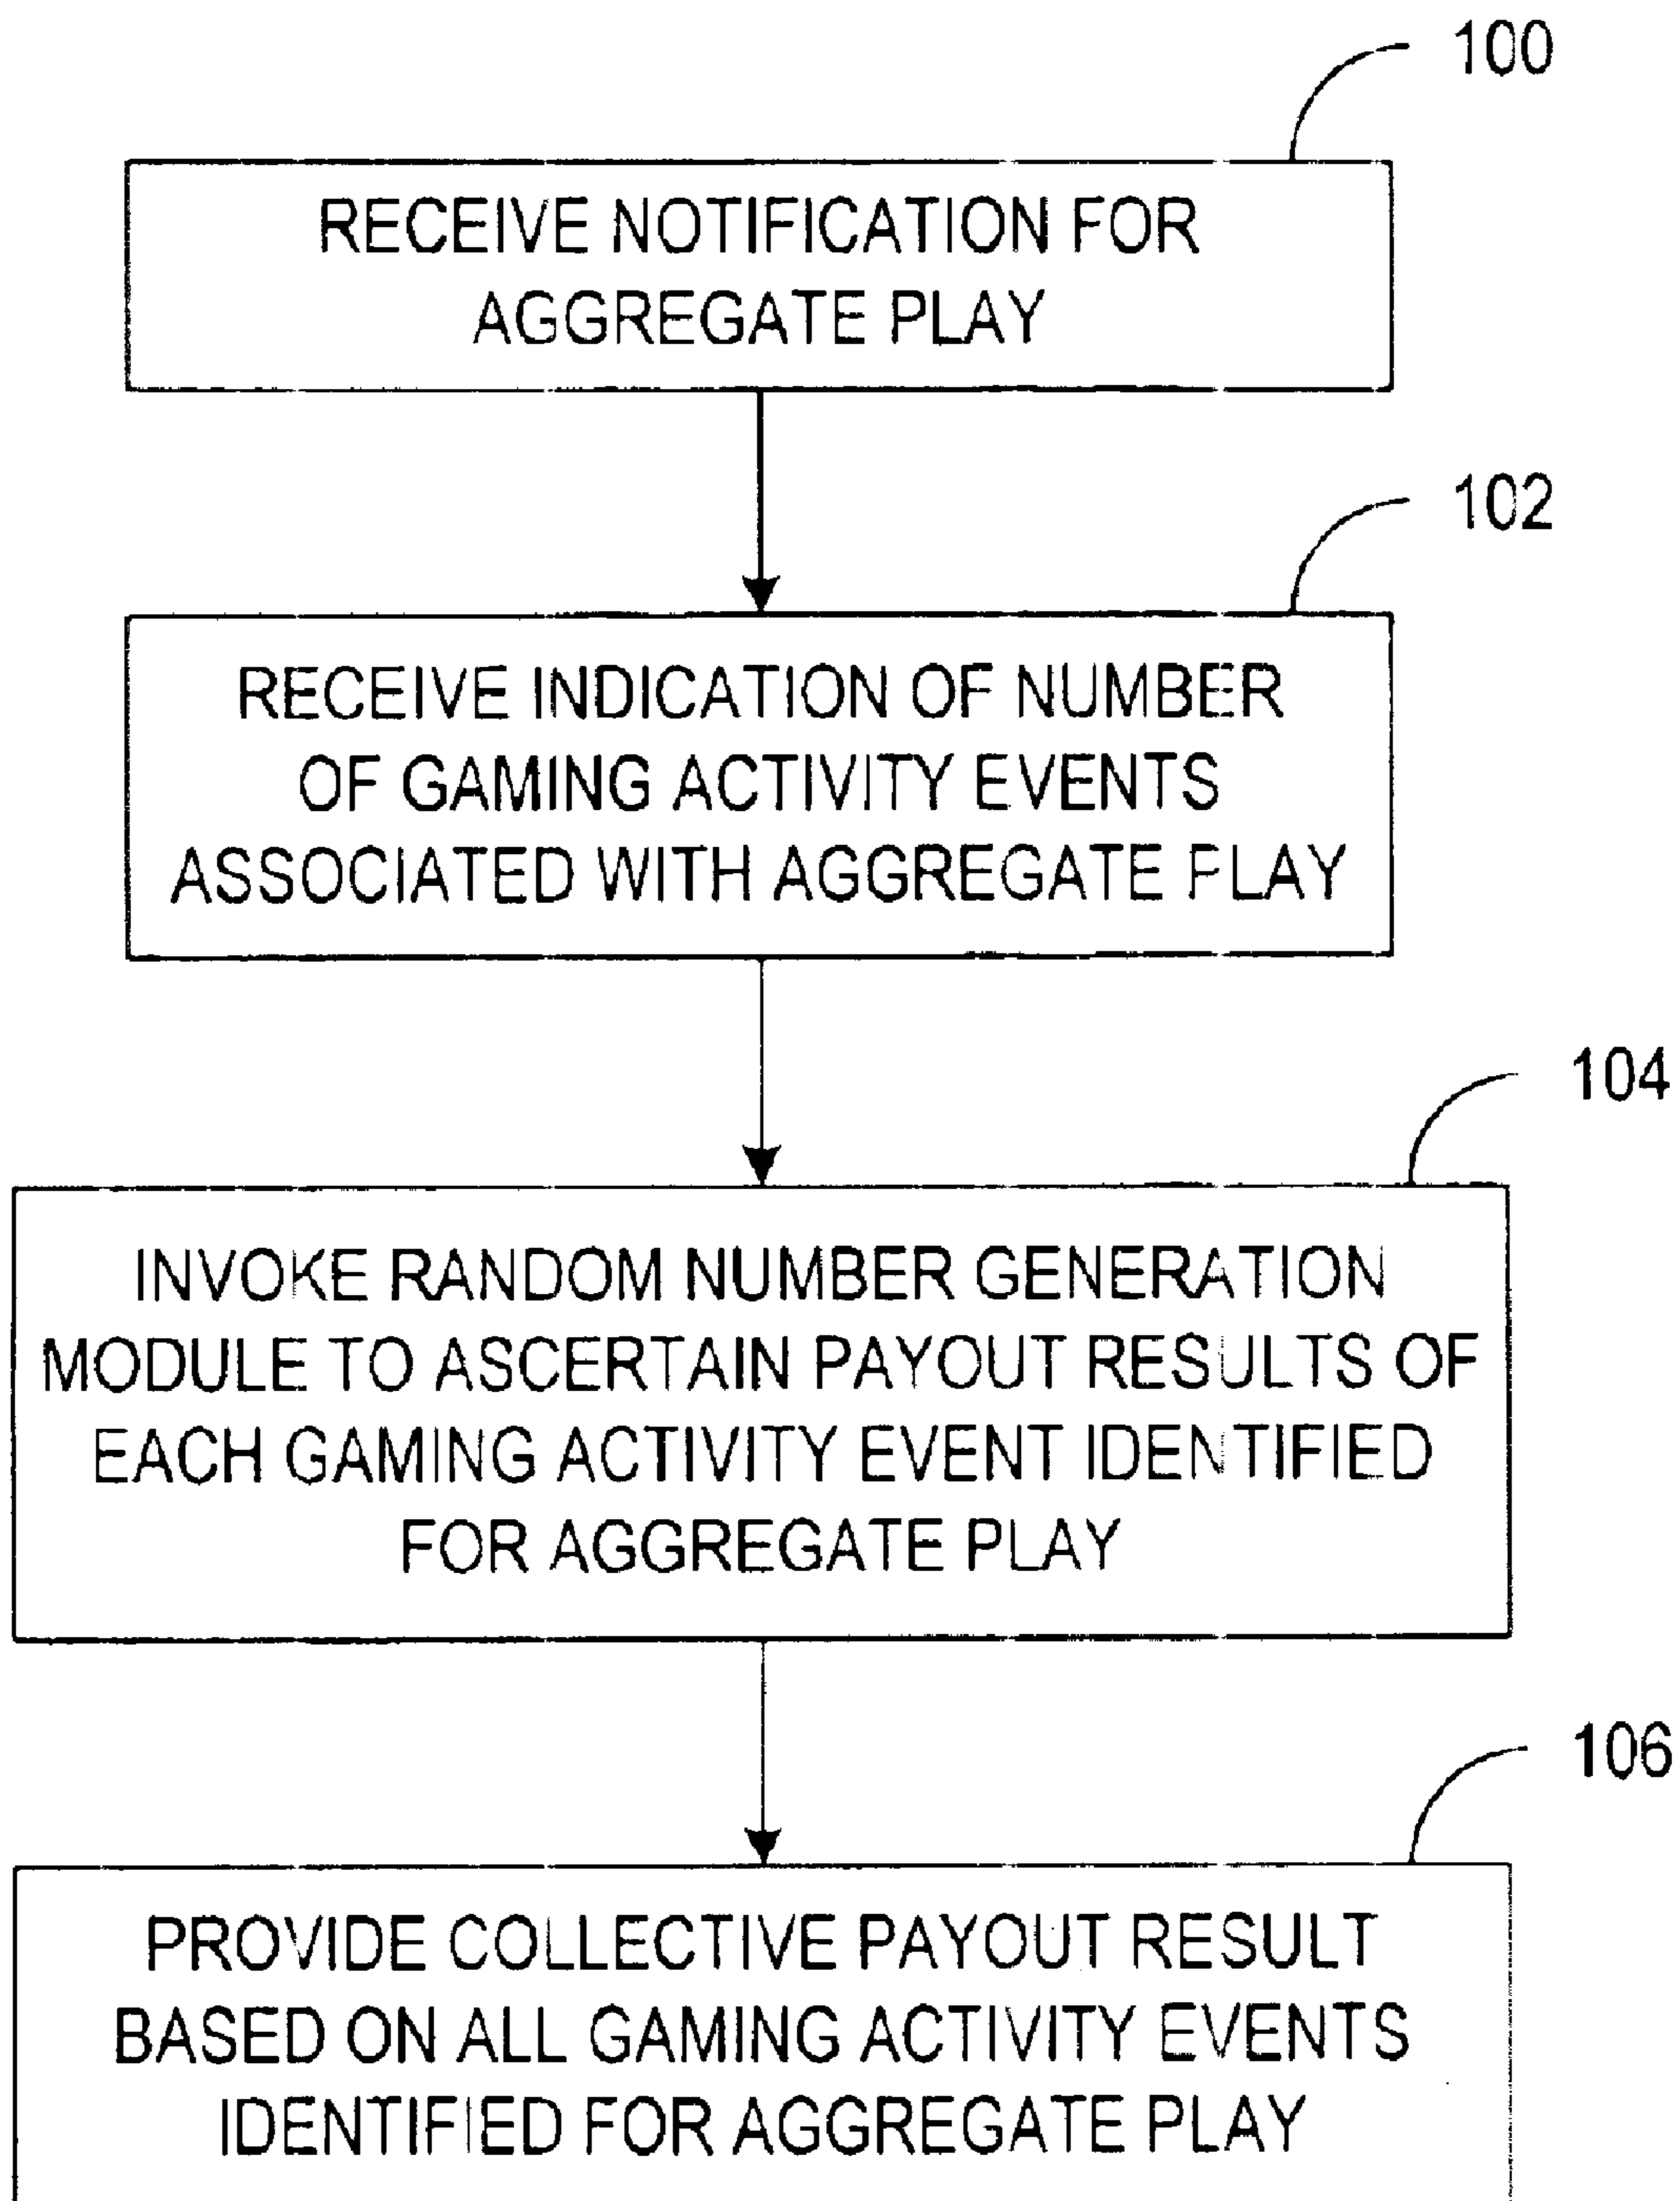 100
RECEIVE NOTIFICATION FOR
AGGREGATE PLAY
102
RECEIVE INDICATION OF NUMBER
OF GAMING ACTIVITY EVENTS
ASSOCIATED WITH AGGREGATE PLAY
104
INVOKE RANDOM NUMBER GENERATION
MODULE TO ASCERTAIN PAYOUT RESULTS OF
EACH GAMING ACTIVITY EVENT IDENTIFIED
FOR AGGREGATE PLAY
106
PROVIDE COLLECTIVE PAYOUT RESULT
BASED ON ALL GAMING ACTIVITY EVENTS
IDENTIFIED FOR AGGREGATE PLAY